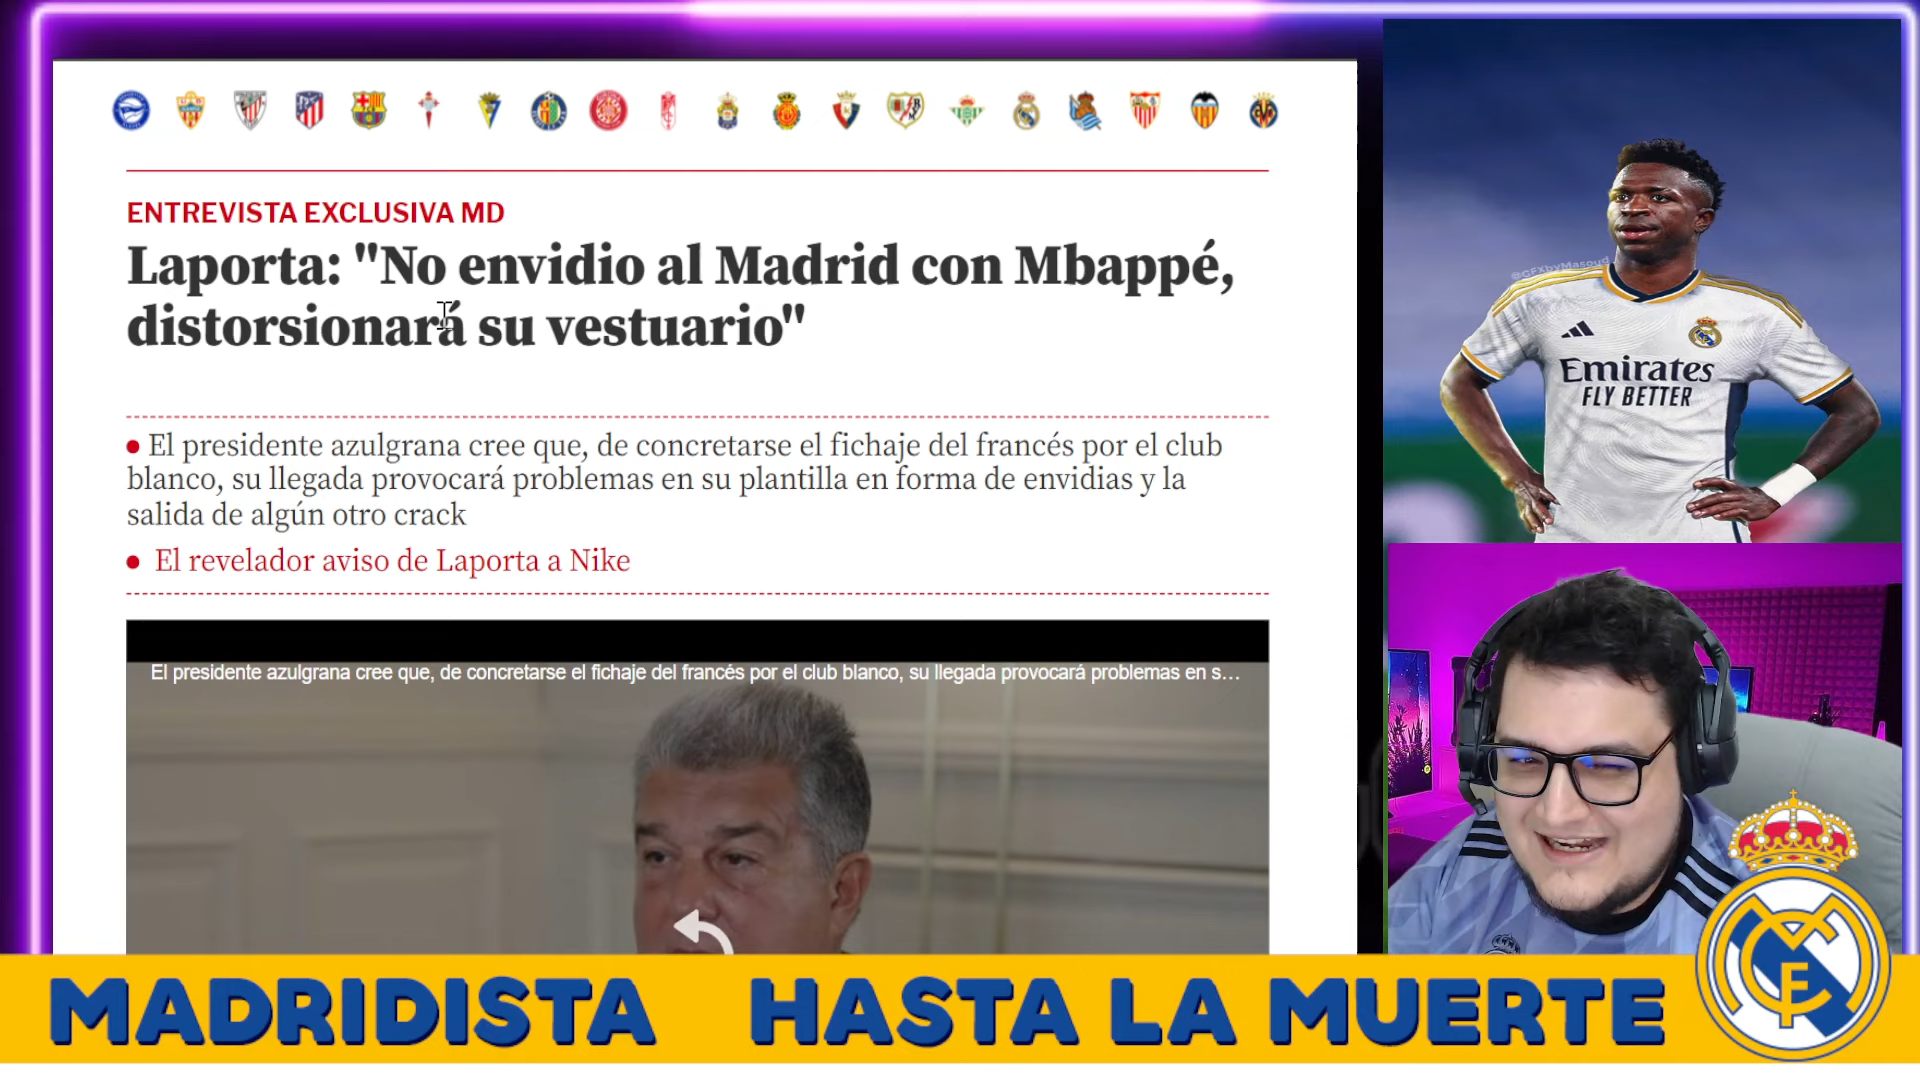 ENTREVISTA EXCLUSIVA MD
Laporta: "No envidio al Madrid con Mbappé,
distorsionará su vestuario"
El presidente azulgrana cree que, de concretarse el fichaje del francés por el club
blanco, su llegada provocará problemas en su plantilla en forma de envidias y la
salida de algún otro crack
El revelador aviso de Laporta a Nike
El presidente azulgrana cree que, de concretarse el fichaje del francés por el club blanco, su llegada provocará problemas en s...
@GFXbyMasoud
Emirates
FLY BETTER
MADRIDISTA HASTA LA MUERTE